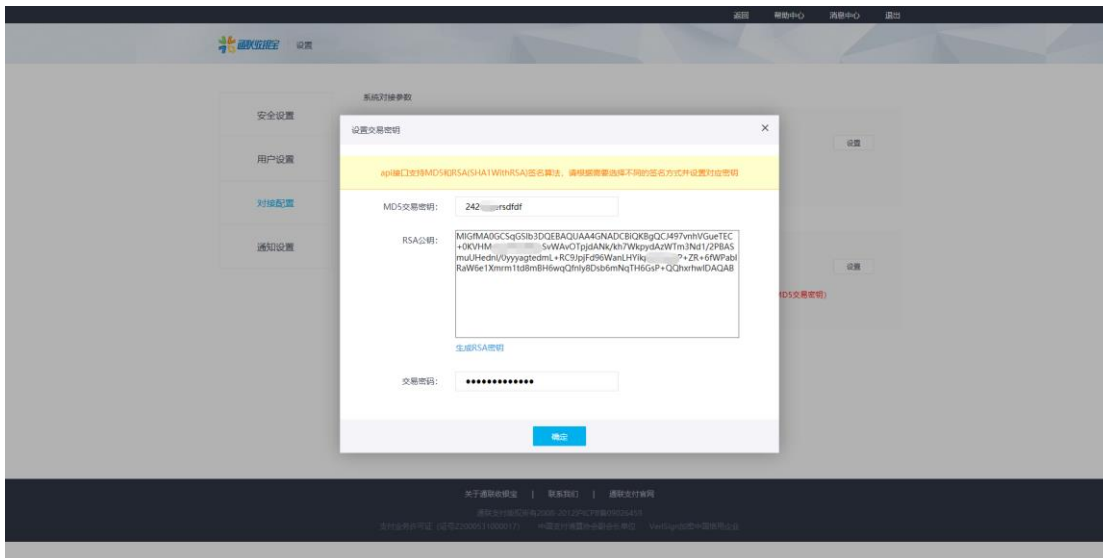 返回 帮助中心 消息中心 退出
通联收银宝 设置
系统对接参数
安全设置
用户设置
对接配置
通知设置
设置
设置
设置交易密钥 ×
api接口支持MD5和RSA(SHA1WithRSA)签名算法，请根据需要选择不同的签名方式并设置对应密钥
MD5交易密钥： 242 ersdfdf
RSA公钥：
MIGfMA0GCSqGSIb3DQEBAQUAA4GNADCBiQKBgQCJ497vnhVGueTEC
+0KVHM SvWAvOTpjdANk/kh7WkpydAzWTm3Nd1/2PBAS
muUHednl/0yyyagtedmL+RC9JpjFd96WanLHYik P+ZR+6fWPabl
RaW6e1Xmrm1td8mBH6wqQfnIy8Dsb6mNqTH6GsP+QQhxrhwIDAQAB
MD5交易密钥)
生成RSA密钥
交易密码： •••••••••••••
确定
关于通联收银宝 | 联系我们 | 通联支付官网